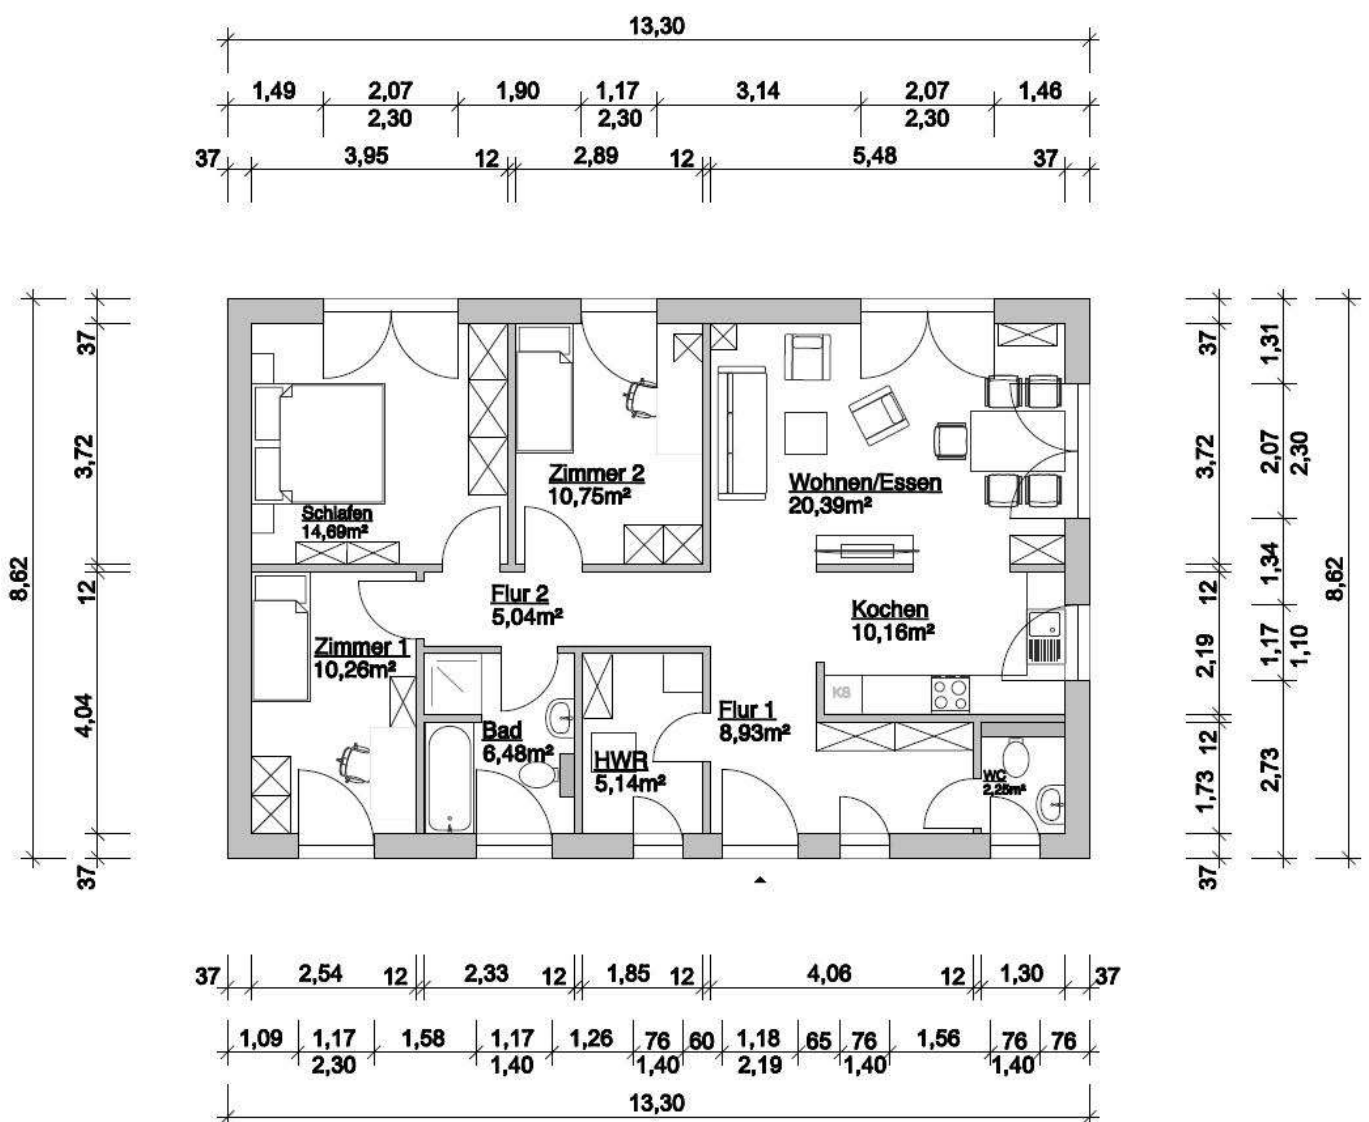 13,30
1,49 2,07 1,90 1,17 3,14 2,07 1,46
2,30 2,30 2,30
37 3,95 12 2,89 12 5,48 37
8,62
37
3,72
12
4,04
37
Schlafen
14,69m²
Zimmer 2
10,75m²
Wohnen/Essen
20,39m²
Flur 2
5,04m²
Kochen
10,16m²
Zimmer 1
10,26m²
KS
Bad
6,48m²
HWR
5,14m²
Flur 1
8,93m²
WC
2,25m²
37
3,72
12
2,19
12
1,73
37
1,31
2,07
2,30
1,34
1,17
1,10
2,73
8,62
37 2,54 12 2,33 12 1,85 12 4,06 12 1,30 37
1,09 1,17 1,58 1,17 1,26 76 60 1,18 65 76 1,56 76 76
2,30 1,40 1,40 2,19 1,40 1,40
13,30